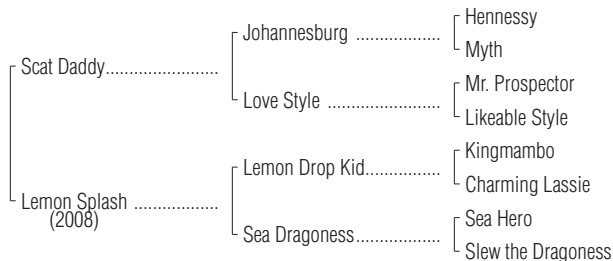 Hennessy
Johannesburg ..................
Myth
Scat Daddy........................
Mr. Prospector
Love Style ........................
Likeable Style
Kingmambo
Lemon Drop Kid................
Charming Lassie
Lemon Splash ..................
(2008)
Sea Hero
Sea Dragoness..................
Slew the Dragoness